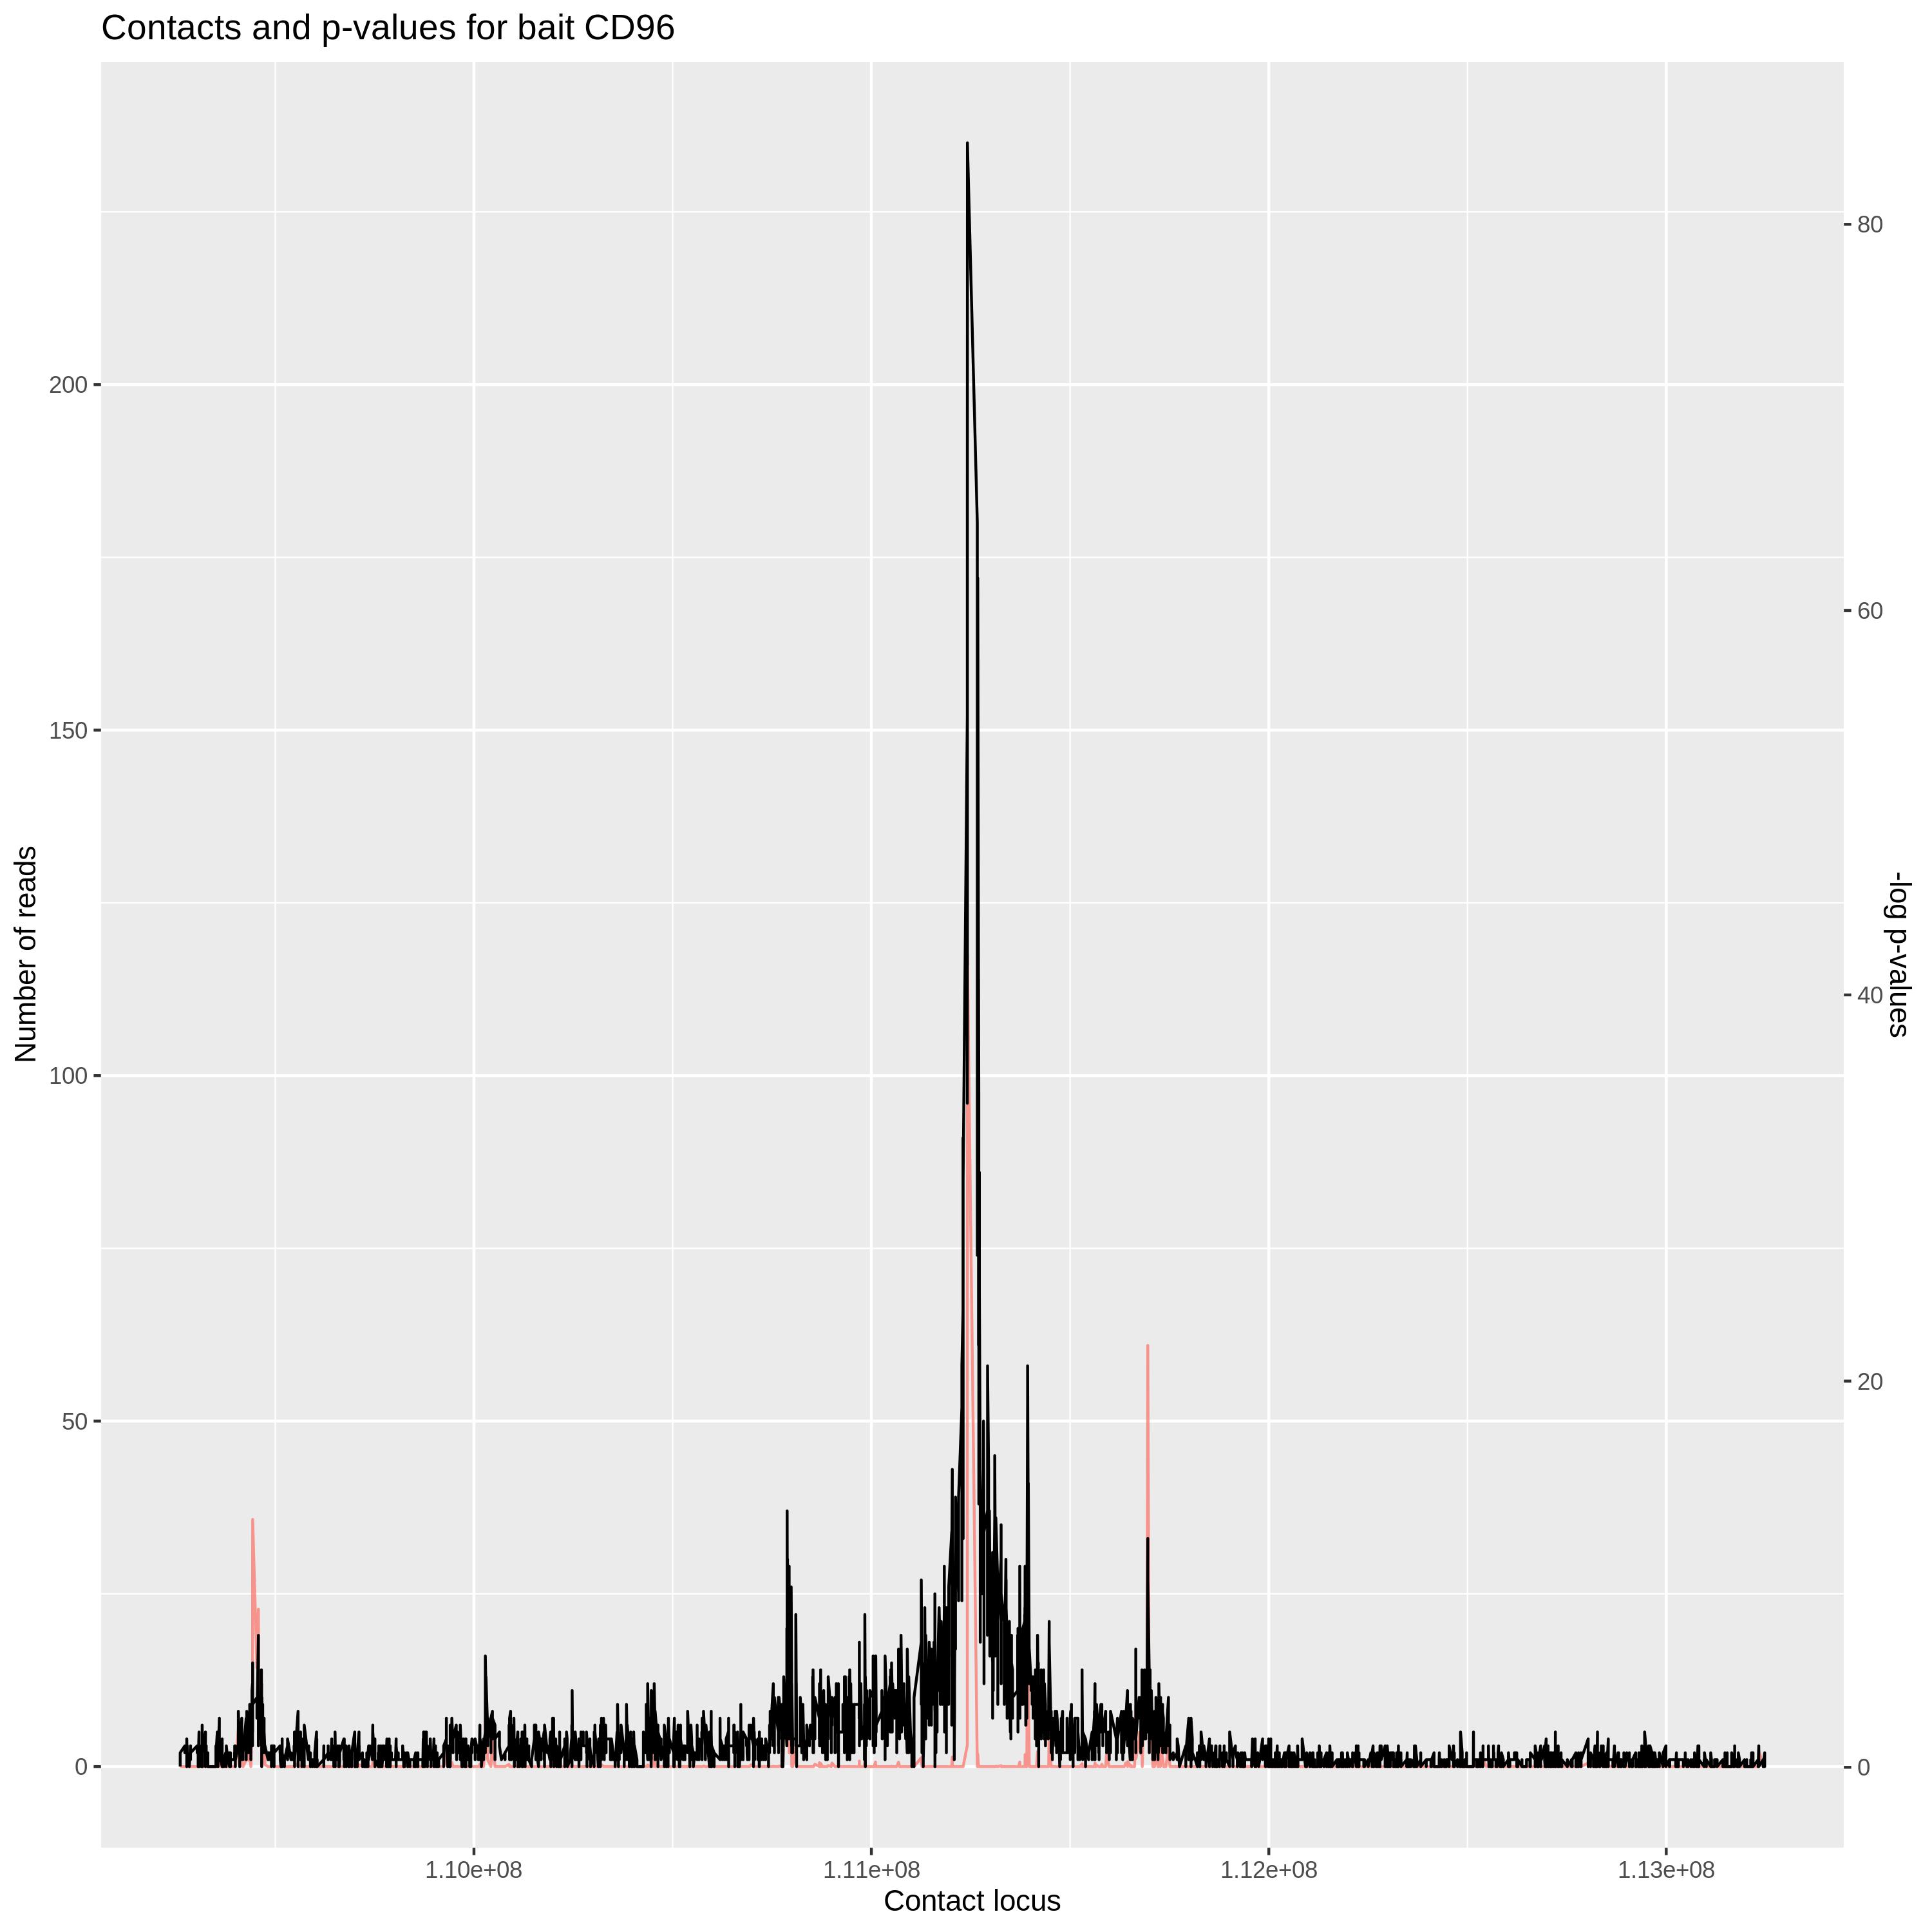 Contacts and p-values for bait CD96
Number of reads
200
150
100
50
0
80
60
40
20
0
-log p-values
1.10e+08
1.11e+08
1.12e+08
1.13e+08
Contact locus